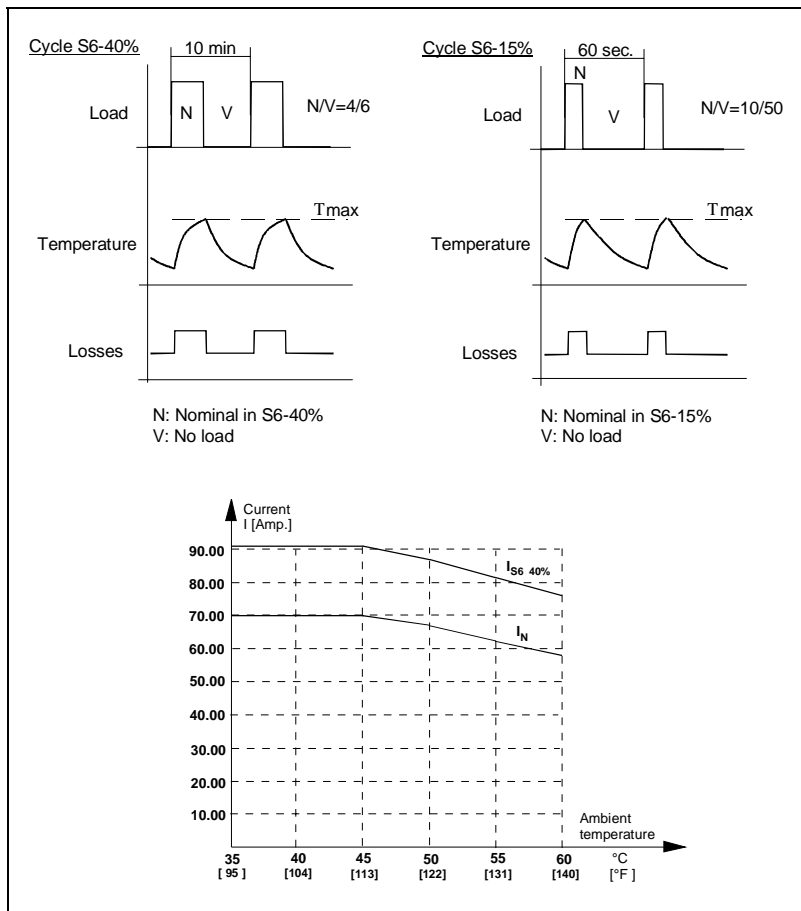 Cycle S6-40%
10 min
Load
N
V
N/V=4/6
Tmax
Temperature
Losses
N: Nominal in S6-40%
V: No load
Cycle S6-15%
60 sec.
N
Load
V
N/V=10/50
Tmax
Temperature
Losses
N: Nominal in S6-15%
V: No load
Current
I [Amp.]
90.00
80.00
70.00
60.00
50.00
40.00
30.00
20.00
10.00
IS6 40%
IN
Ambient
temperature
35 40 45 50 55 60 °C
[ 95 ] [104] [113] [122] [131] [140] [°F ]